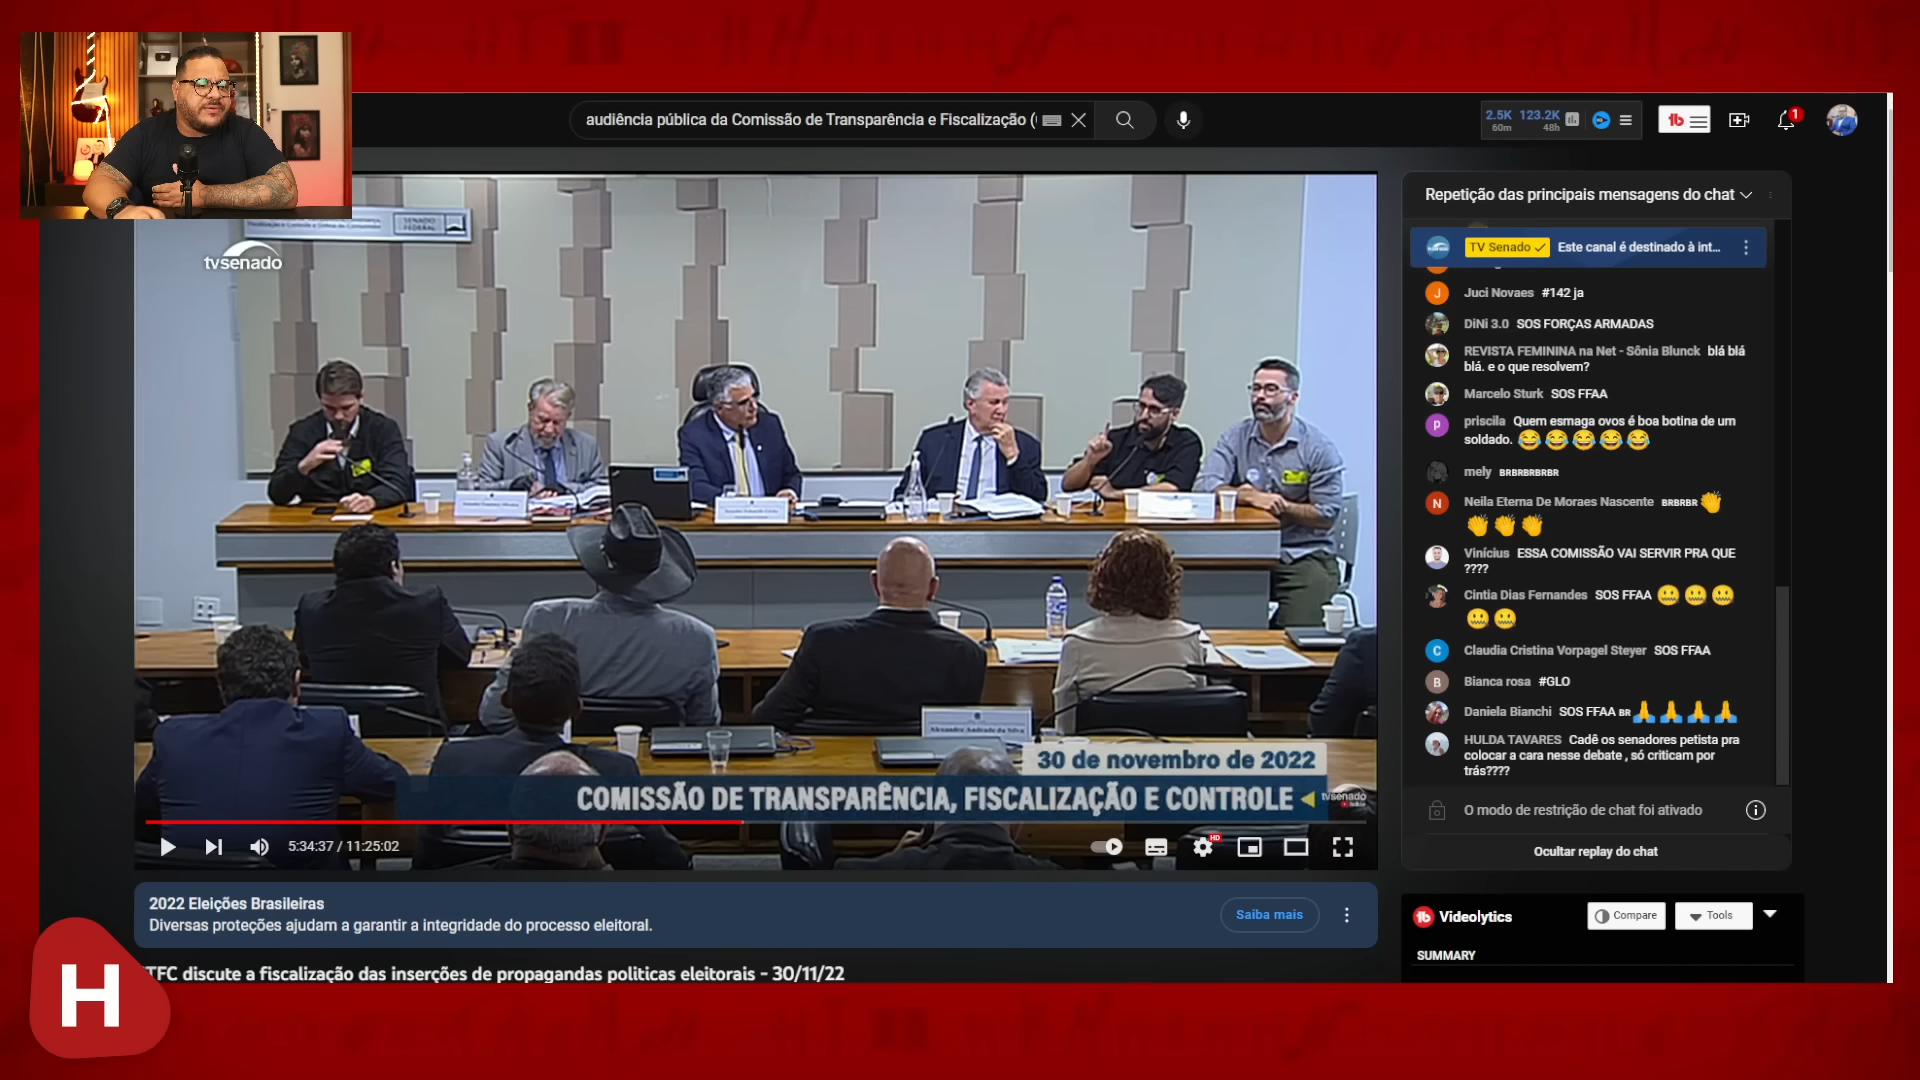 audiência pública da Comissão de Transparência e Fiscalização (
2.5K 123.2K
60m 48h
1
SENADO
FEDERAL
tvsenado
Repetição das principais mensagens do chat
TV Senado Este canal é destinado à int...
J Juci Novaes #142 ja
DiNi 3.0 SOS FORÇAS ARMADAS
REVISTA FEMININA na Net - Sônia Blunck blá blá
blá. e o que resolvem?
Marcelo Sturk SOS FFAA
P priscila Quem esmaga ovos é boa botina de um
soldado. 😂😂😂😂😂
mely BRBRBRBRBR
N Neila Eterna De Moraes Nascente BRBRBR 👏
👏👏👏
Vinícius ESSA COMISSÃO VAI SERVIR PRA QUE
????
Cintia Dias Fernandes SOS FFAA 🤐🤐🤐
🤐🤐
C Claudia Cristina Vorpagel Steyer SOS FFAA
B Bianca rosa #GLO
Daniela Bianchi SOS FFAA BR 🙏🙏🙏🙏
HULDA TAVARES Cadê os senadores petista pra
colocar a cara nesse debate , só criticam por
trás????
O modo de restrição de chat foi ativado
Ocultar replay do chat
Alexandre Andrade da Silva
30 de novembro de 2022
COMISSÃO DE TRANSPARÊNCIA, FISCALIZAÇÃO E CONTROLE
tvsenado
5:34:37 / 11:25:02
HD
2022 Eleições Brasileiras
Diversas proteções ajudam a garantir a integridade do processo eleitoral.
Saiba mais
TFC discute a fiscalização das inserções de propagandas politicas eleitorais - 30/11/22
Videolytics
Compare
Tools
SUMMARY
H